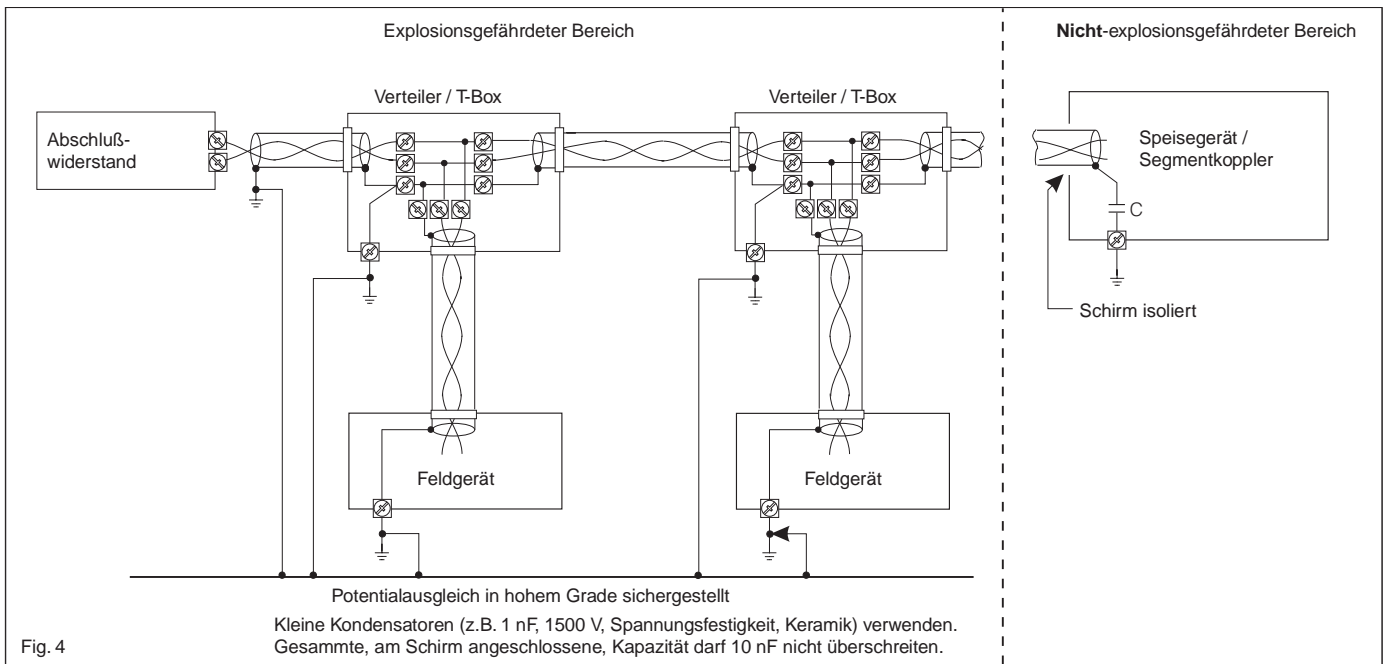 Explosionsgefährdeter Bereich
Nicht-explosionsgefährdeter Bereich
Verteiler / T-Box
Verteiler / T-Box
Abschluß-
widerstand
Speisegerät /
Segmentkoppler
C
Schirm isoliert
Feldgerät
Feldgerät
Potentialausgleich in hohem Grade sichergestellt
Kleine Kondensatoren (z.B. 1 nF, 1500 V, Spannungsfestigkeit, Keramik) verwenden.
Gesammte, am Schirm angeschlossene, Kapazität darf 10 nF nicht überschreiten.
Fig. 4